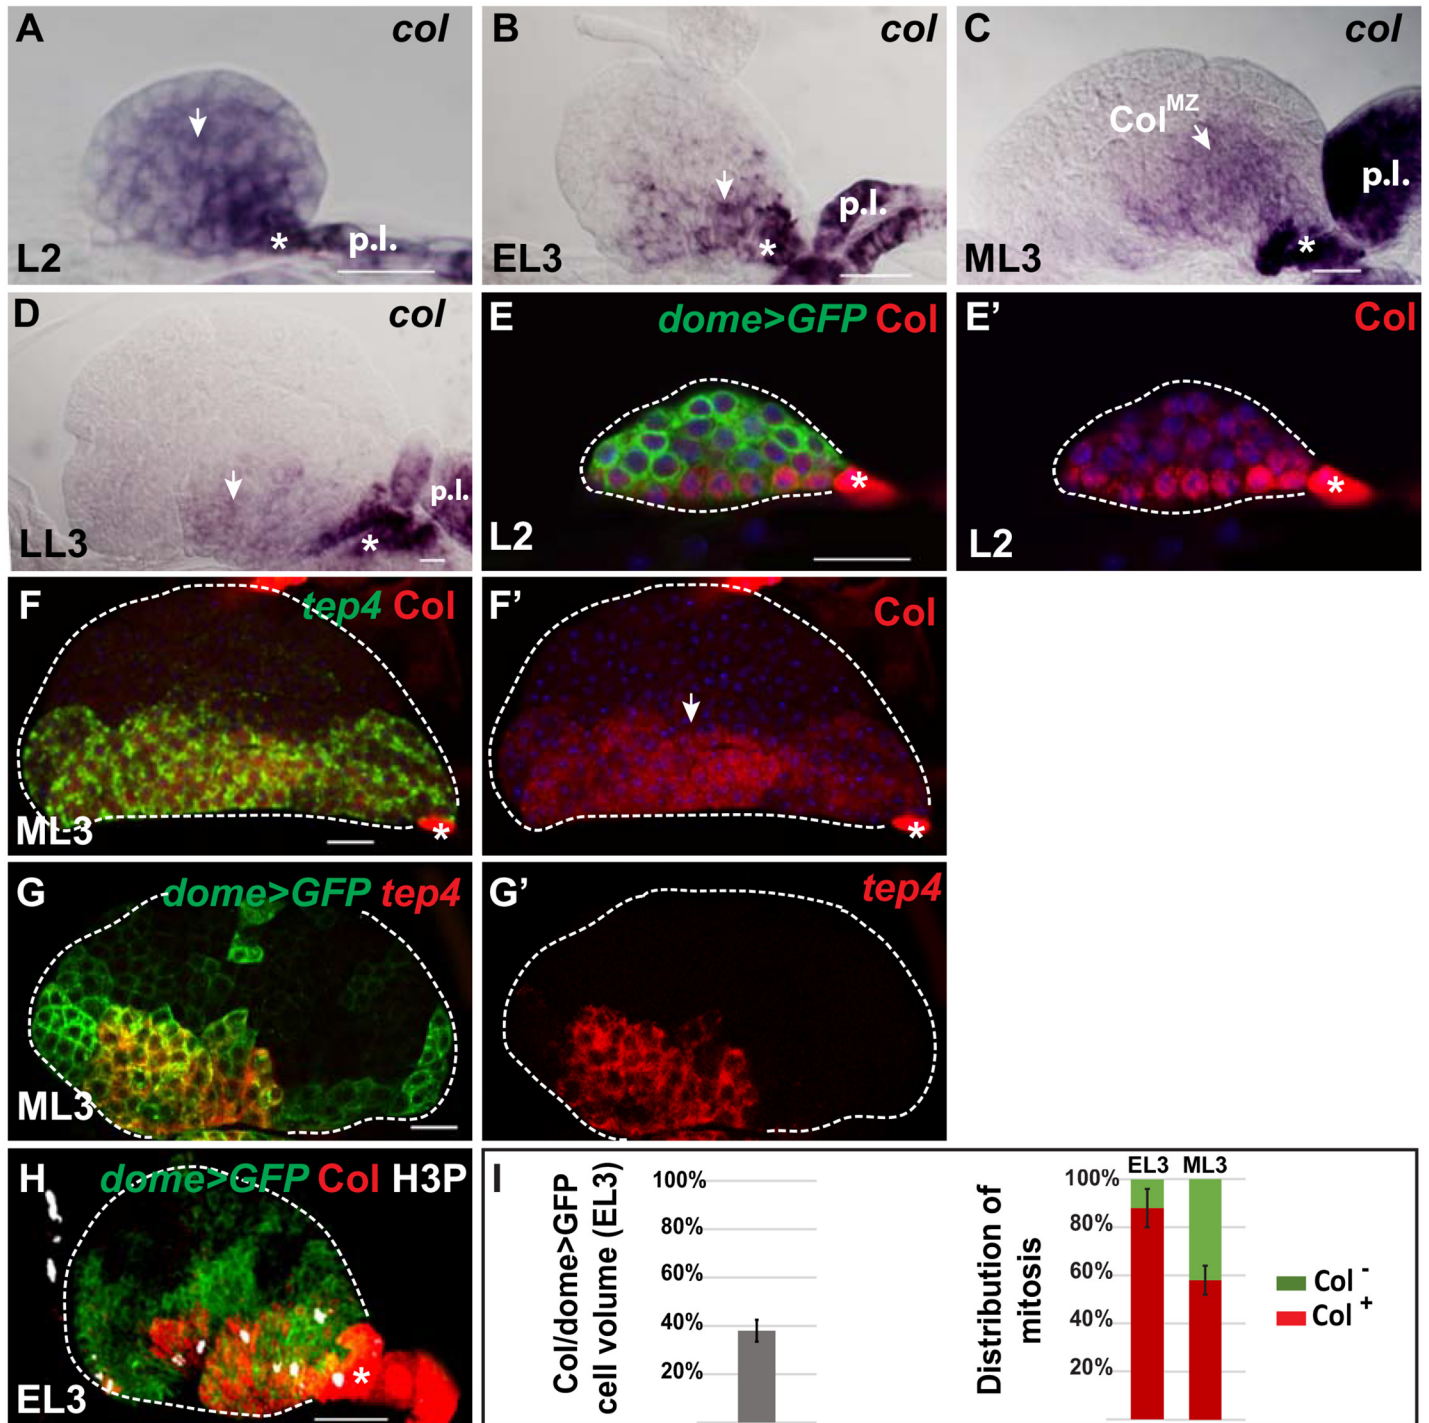 A col
L2 * p.l.
B col
EL3 * p.l.
C col
Col^MZ
p.l.
ML3 *
D col
p.l.
LL3 *
E dome>GFP Col
*
L2
E’ Col
*
L2
F tep4 Col
ML3 *
F’ Col
*
G dome>GFP tep4
ML3
G’ tep4
H dome>GFP Col H3P
EL3 *
I
Col/dome>GFP
cell volume (EL3)
100%
80%
60%
40%
20%
Distribution of
mitosis
EL3 ML3
100%
80%
60%
40%
20%
Col -
Col +